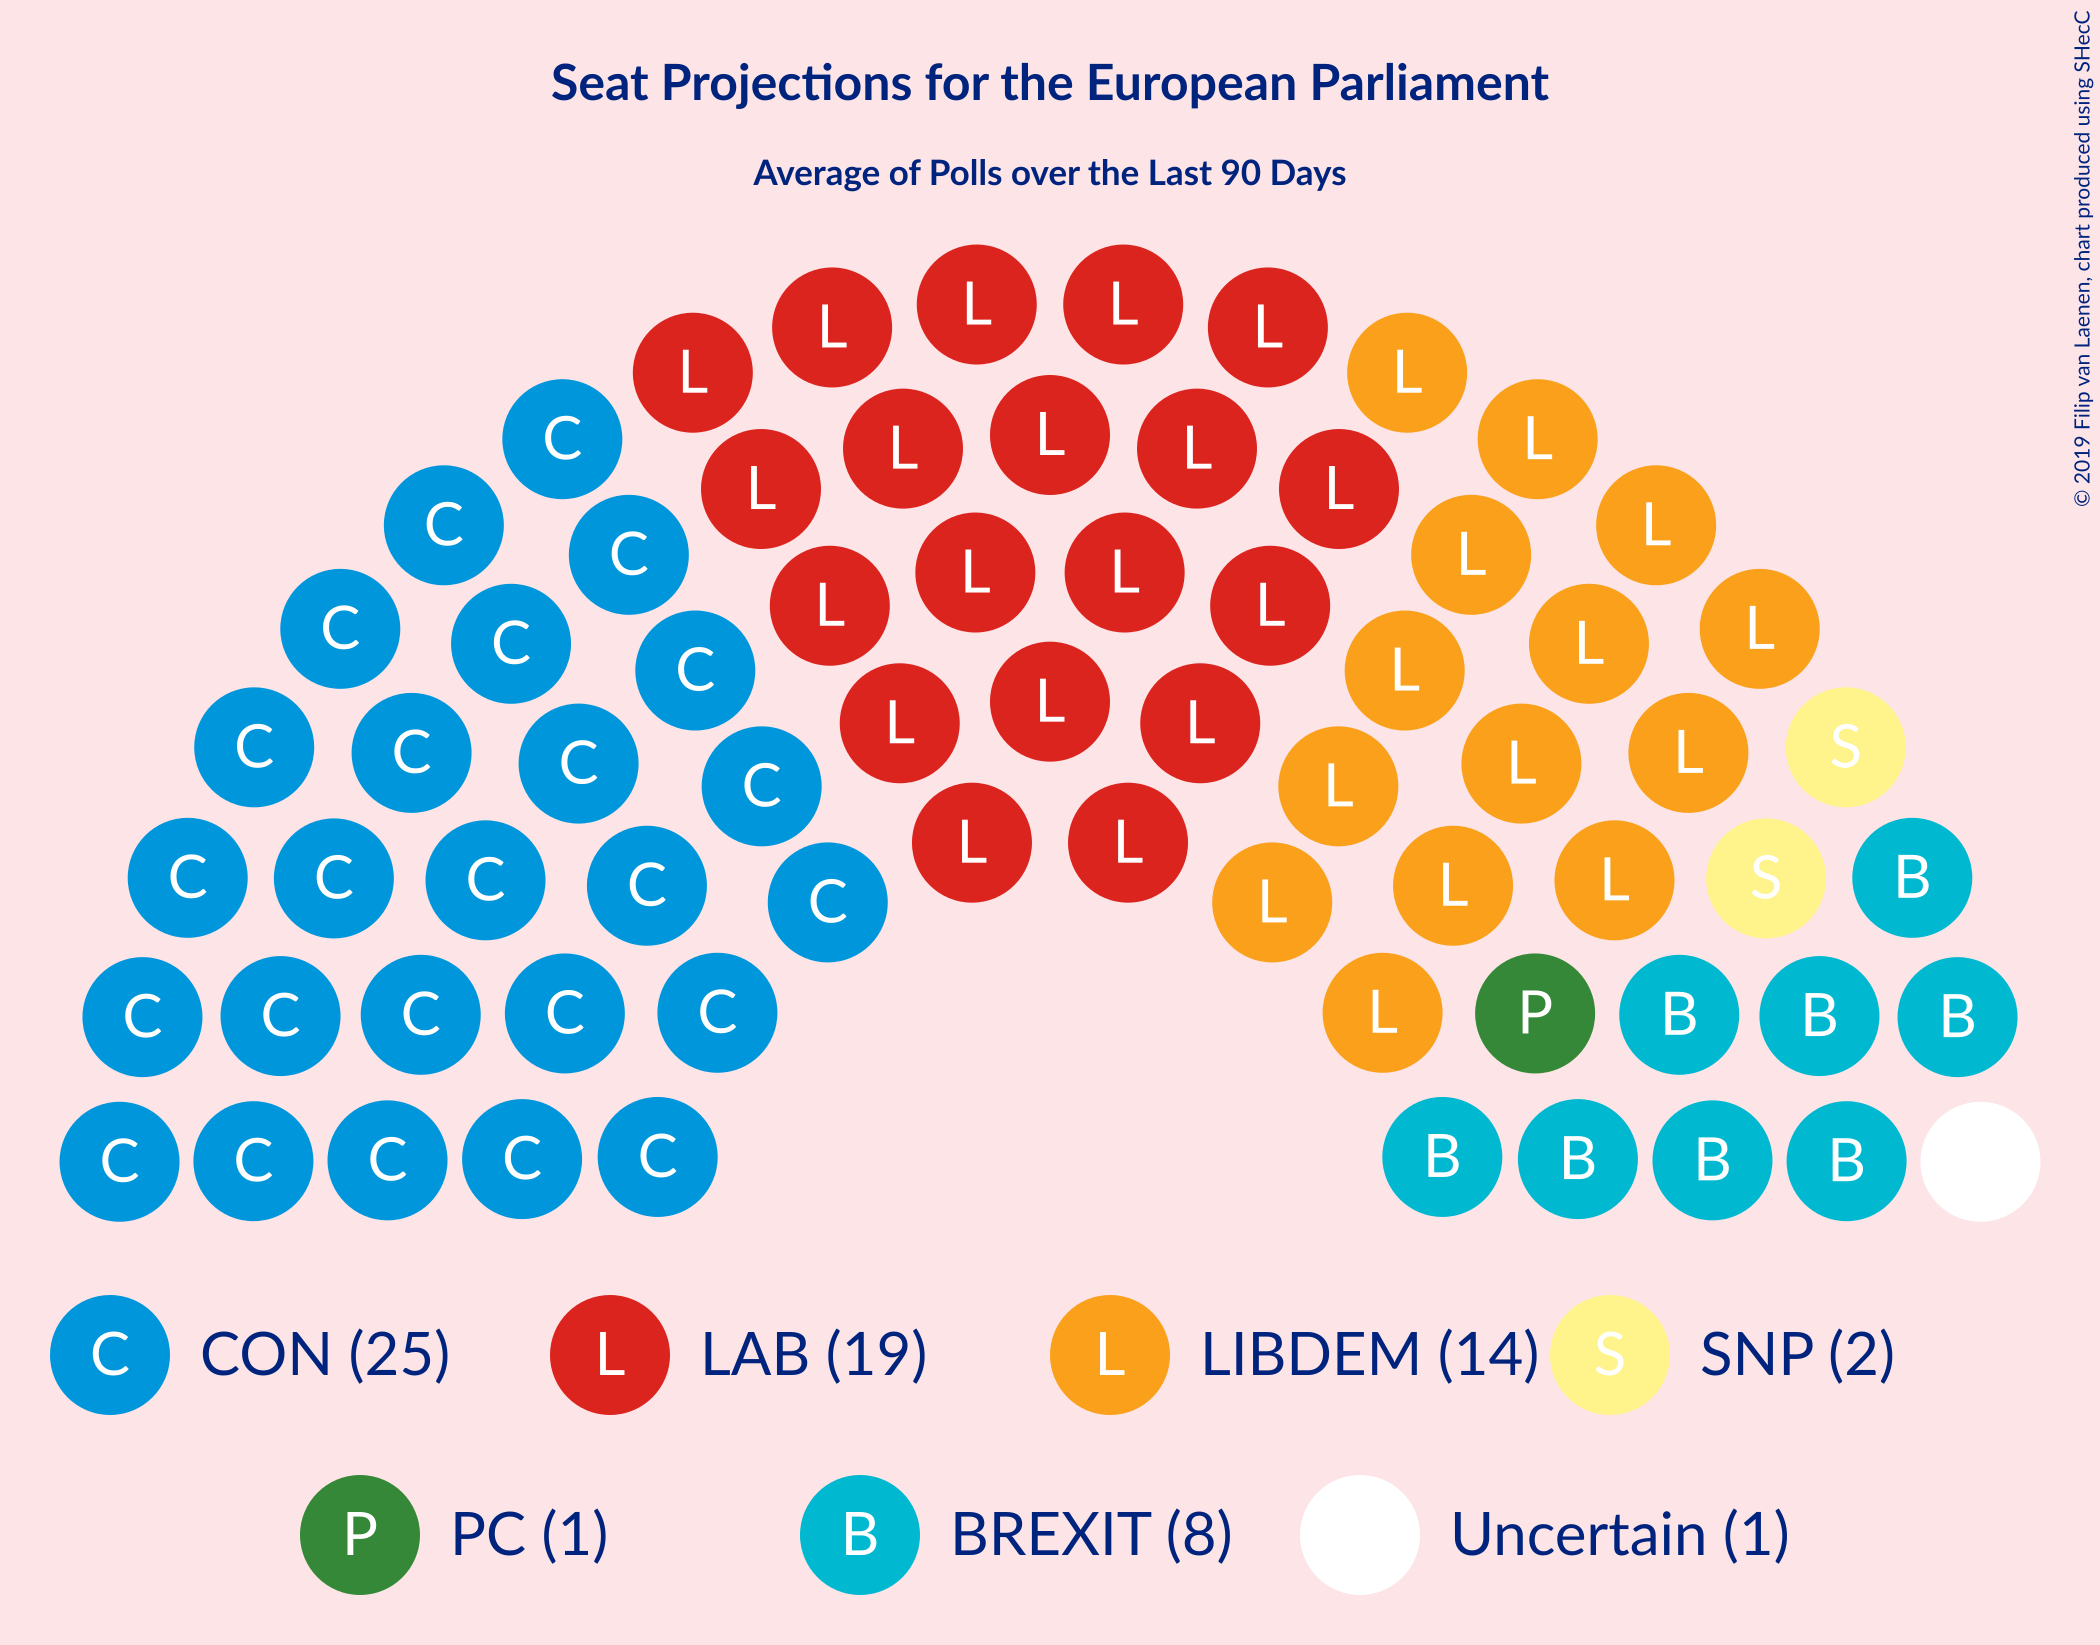 Seat Projections for the European Parliament
Average of Polls over the Last 90 Days
© 2019 Filip van Laenen, chart produced using SHecC
L L L L L L
C L
C L L L L L L
C L L
C L L L L L
C L
C C L L
C L L L S
C C C C L L L
L L
C C C C L L L S B
C L
C C C C C L P B B B
C C C C C B B B B
C CON (25) L LAB (19) L LIBDEM (14) S SNP (2)
P PC (1) B BREXIT (8) Uncertain (1)